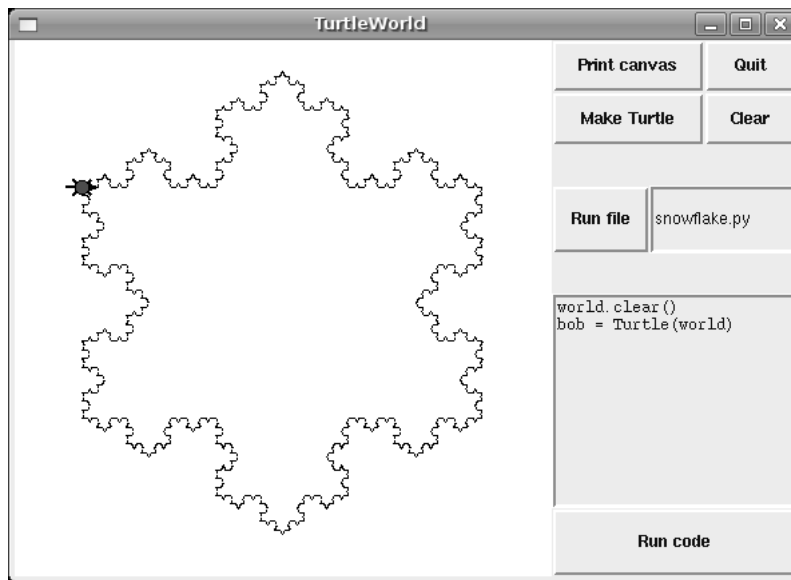 TurtleWorld
Print canvas
Quit
Make Turtle
Clear
Run file
snowflake.py
world.clear()
bob = Turtle(world)
Run code